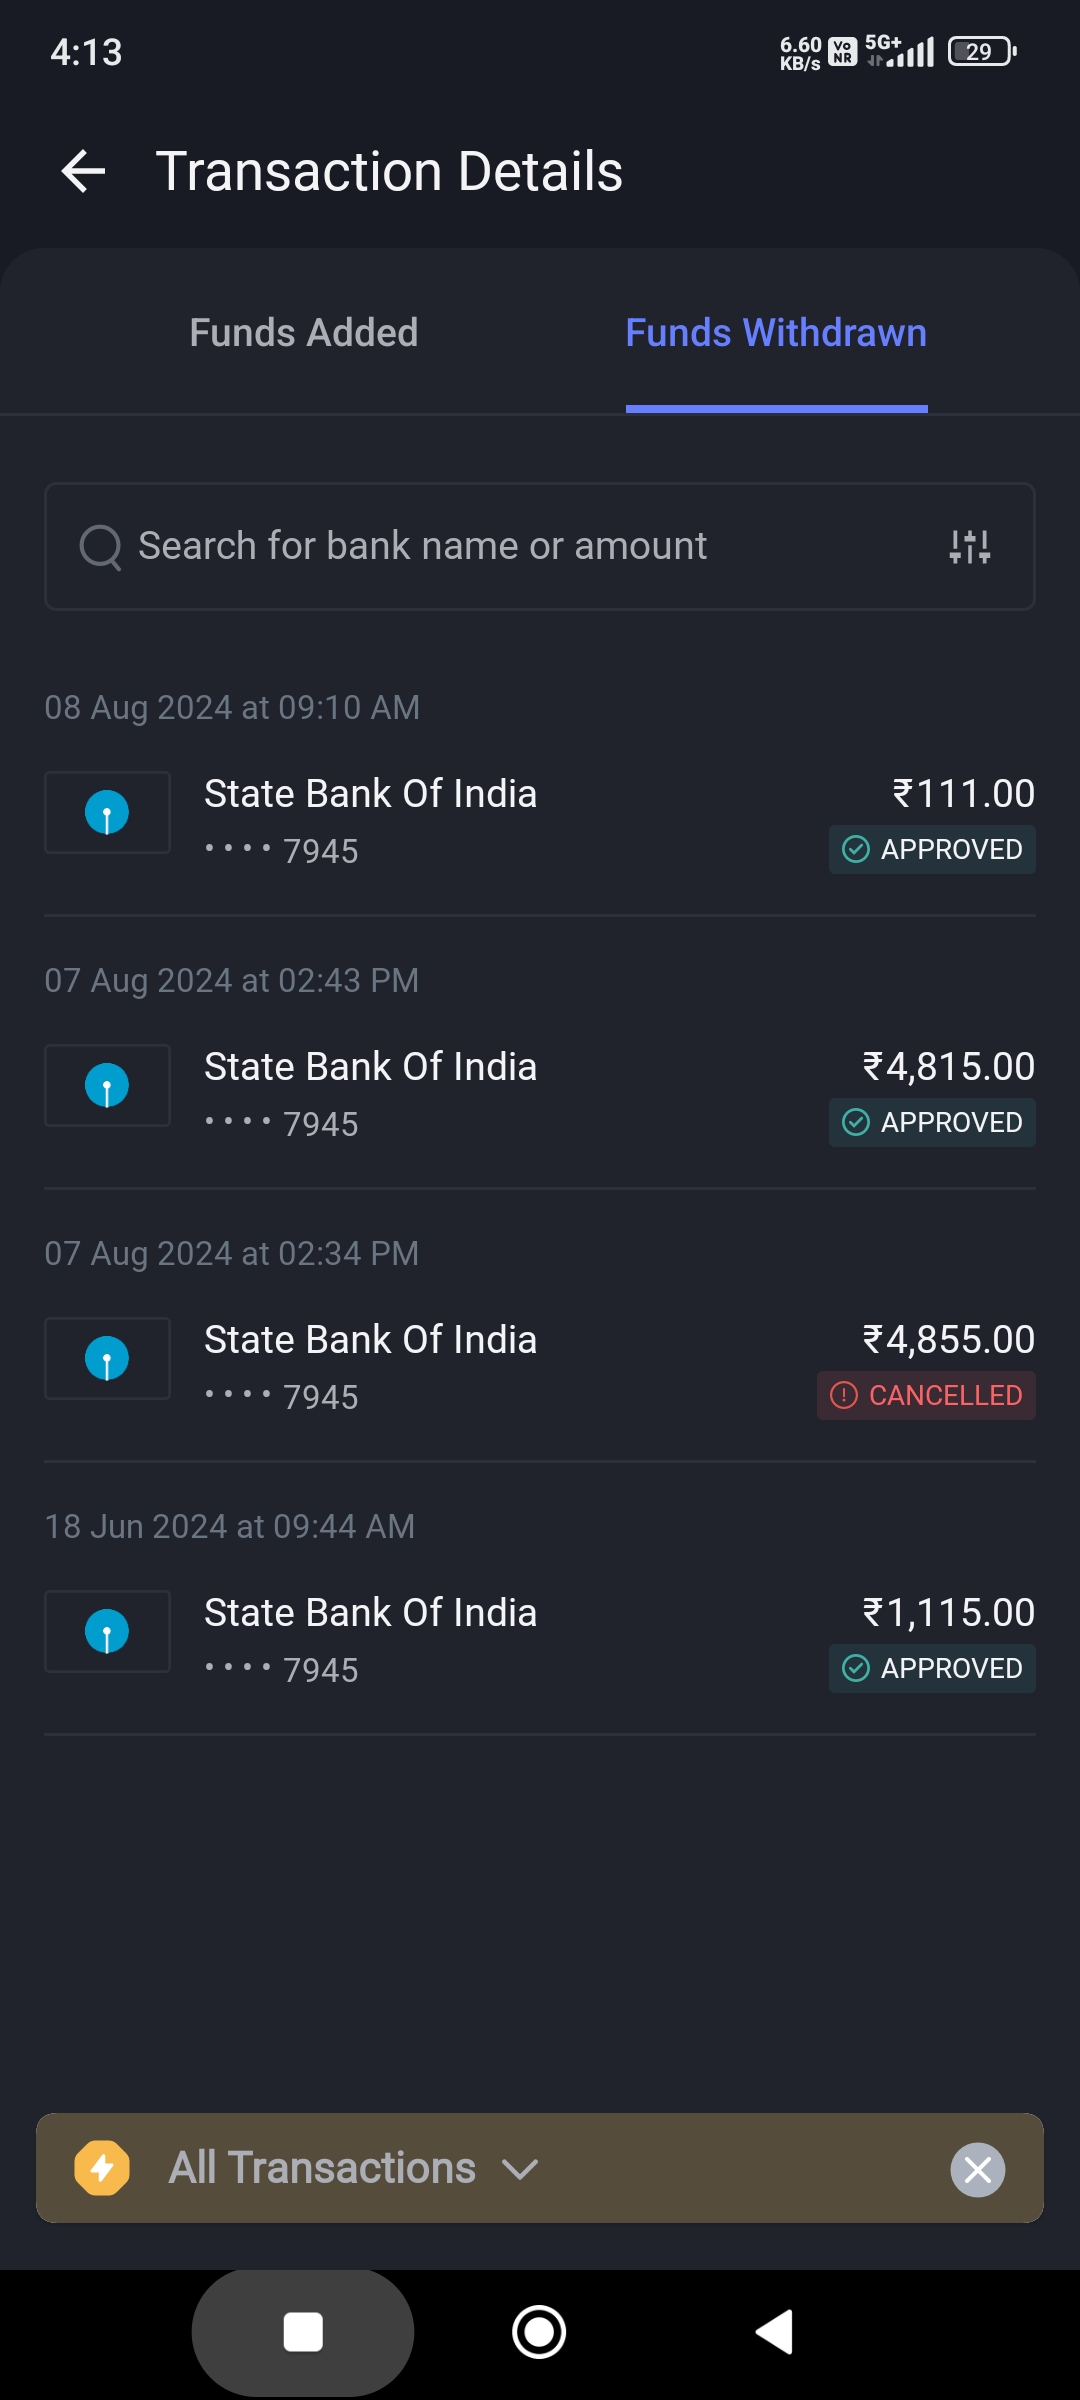 4:13
6.60 KB/s Vo NR 5G+ 29
Transaction Details
Funds Added Funds Withdrawn
Search for bank name or amount
08 Aug 2024 at 09:10 AM
State Bank Of India ₹111.00
•••• 7945 APPROVED
07 Aug 2024 at 02:43 PM
State Bank Of India ₹4,815.00
•••• 7945 APPROVED
07 Aug 2024 at 02:34 PM
State Bank Of India ₹4,855.00
•••• 7945 CANCELLED
18 Jun 2024 at 09:44 AM
State Bank Of India ₹1,115.00
•••• 7945 APPROVED
All Transactions